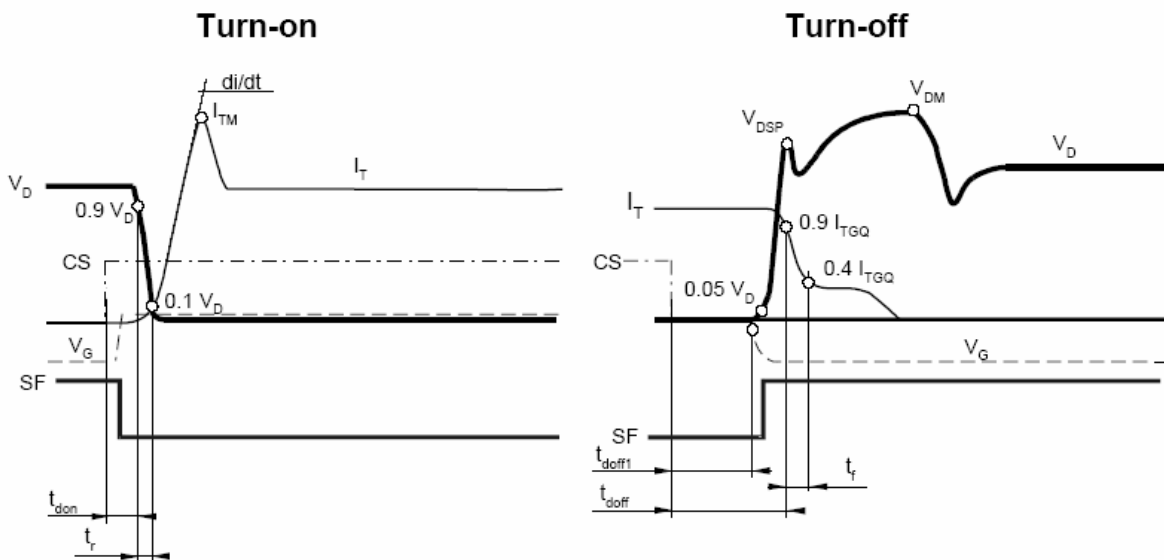 Turn-on
di/dt
I_TM
V_D
I_T
0.9 V_D
CS
0.1 V_D
V_G
SF
t_don
t_r
Turn-off
V_DM
V_DSP
V_D
I_T
0.9 I_TGQ
CS
0.4 I_TGQ
0.05 V_D
V_G
SF
t_doff1
t_f
t_doff